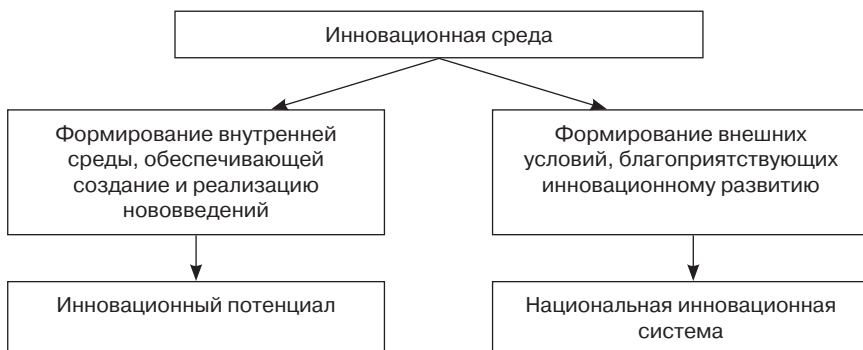 Инновационная среда
Формирование внутренней
среды, обеспечивающей
создание и реализацию
нововведений
Формирование внешних
условий, благоприятствующих
инновационному развитию
Инновационный потенциал
Национальная инновационная
система